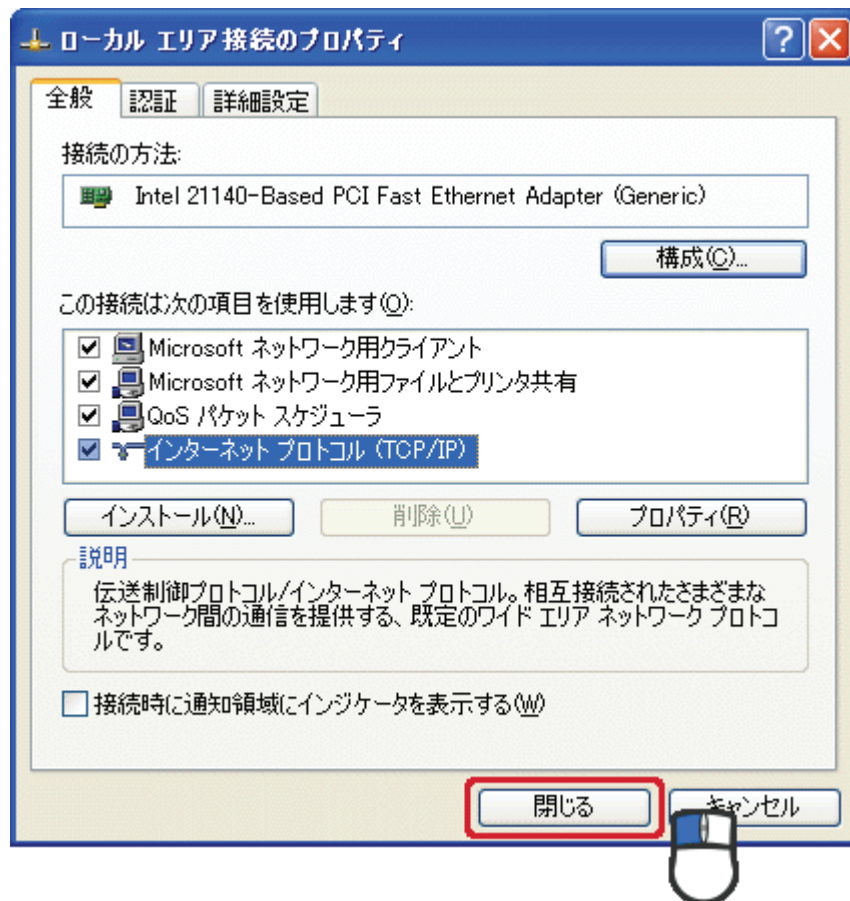 ローカル エリア接続のプロパティ
全般 認証 詳細設定
接続の方法:
Intel 21140-Based PCI Fast Ethernet Adapter (Generic)
構成(C)...
この接続は次の項目を使用します(O):
Microsoft ネットワーク用クライアント
Microsoft ネットワーク用ファイルとプリンタ共有
QoS パケット スケジューラ
インターネット プロトコル (TCP/IP)
インストール(N)... 削除(U) プロパティ(R)
説明
伝送制御プロトコル/インターネット プロトコル。相互接続されたさまざまな
ネットワーク間の通信を提供する、既定のワイド エリア ネットワーク プロトコ
ルです。
接続時に通知領域にインジケータを表示する(W)
閉じる キャンセル